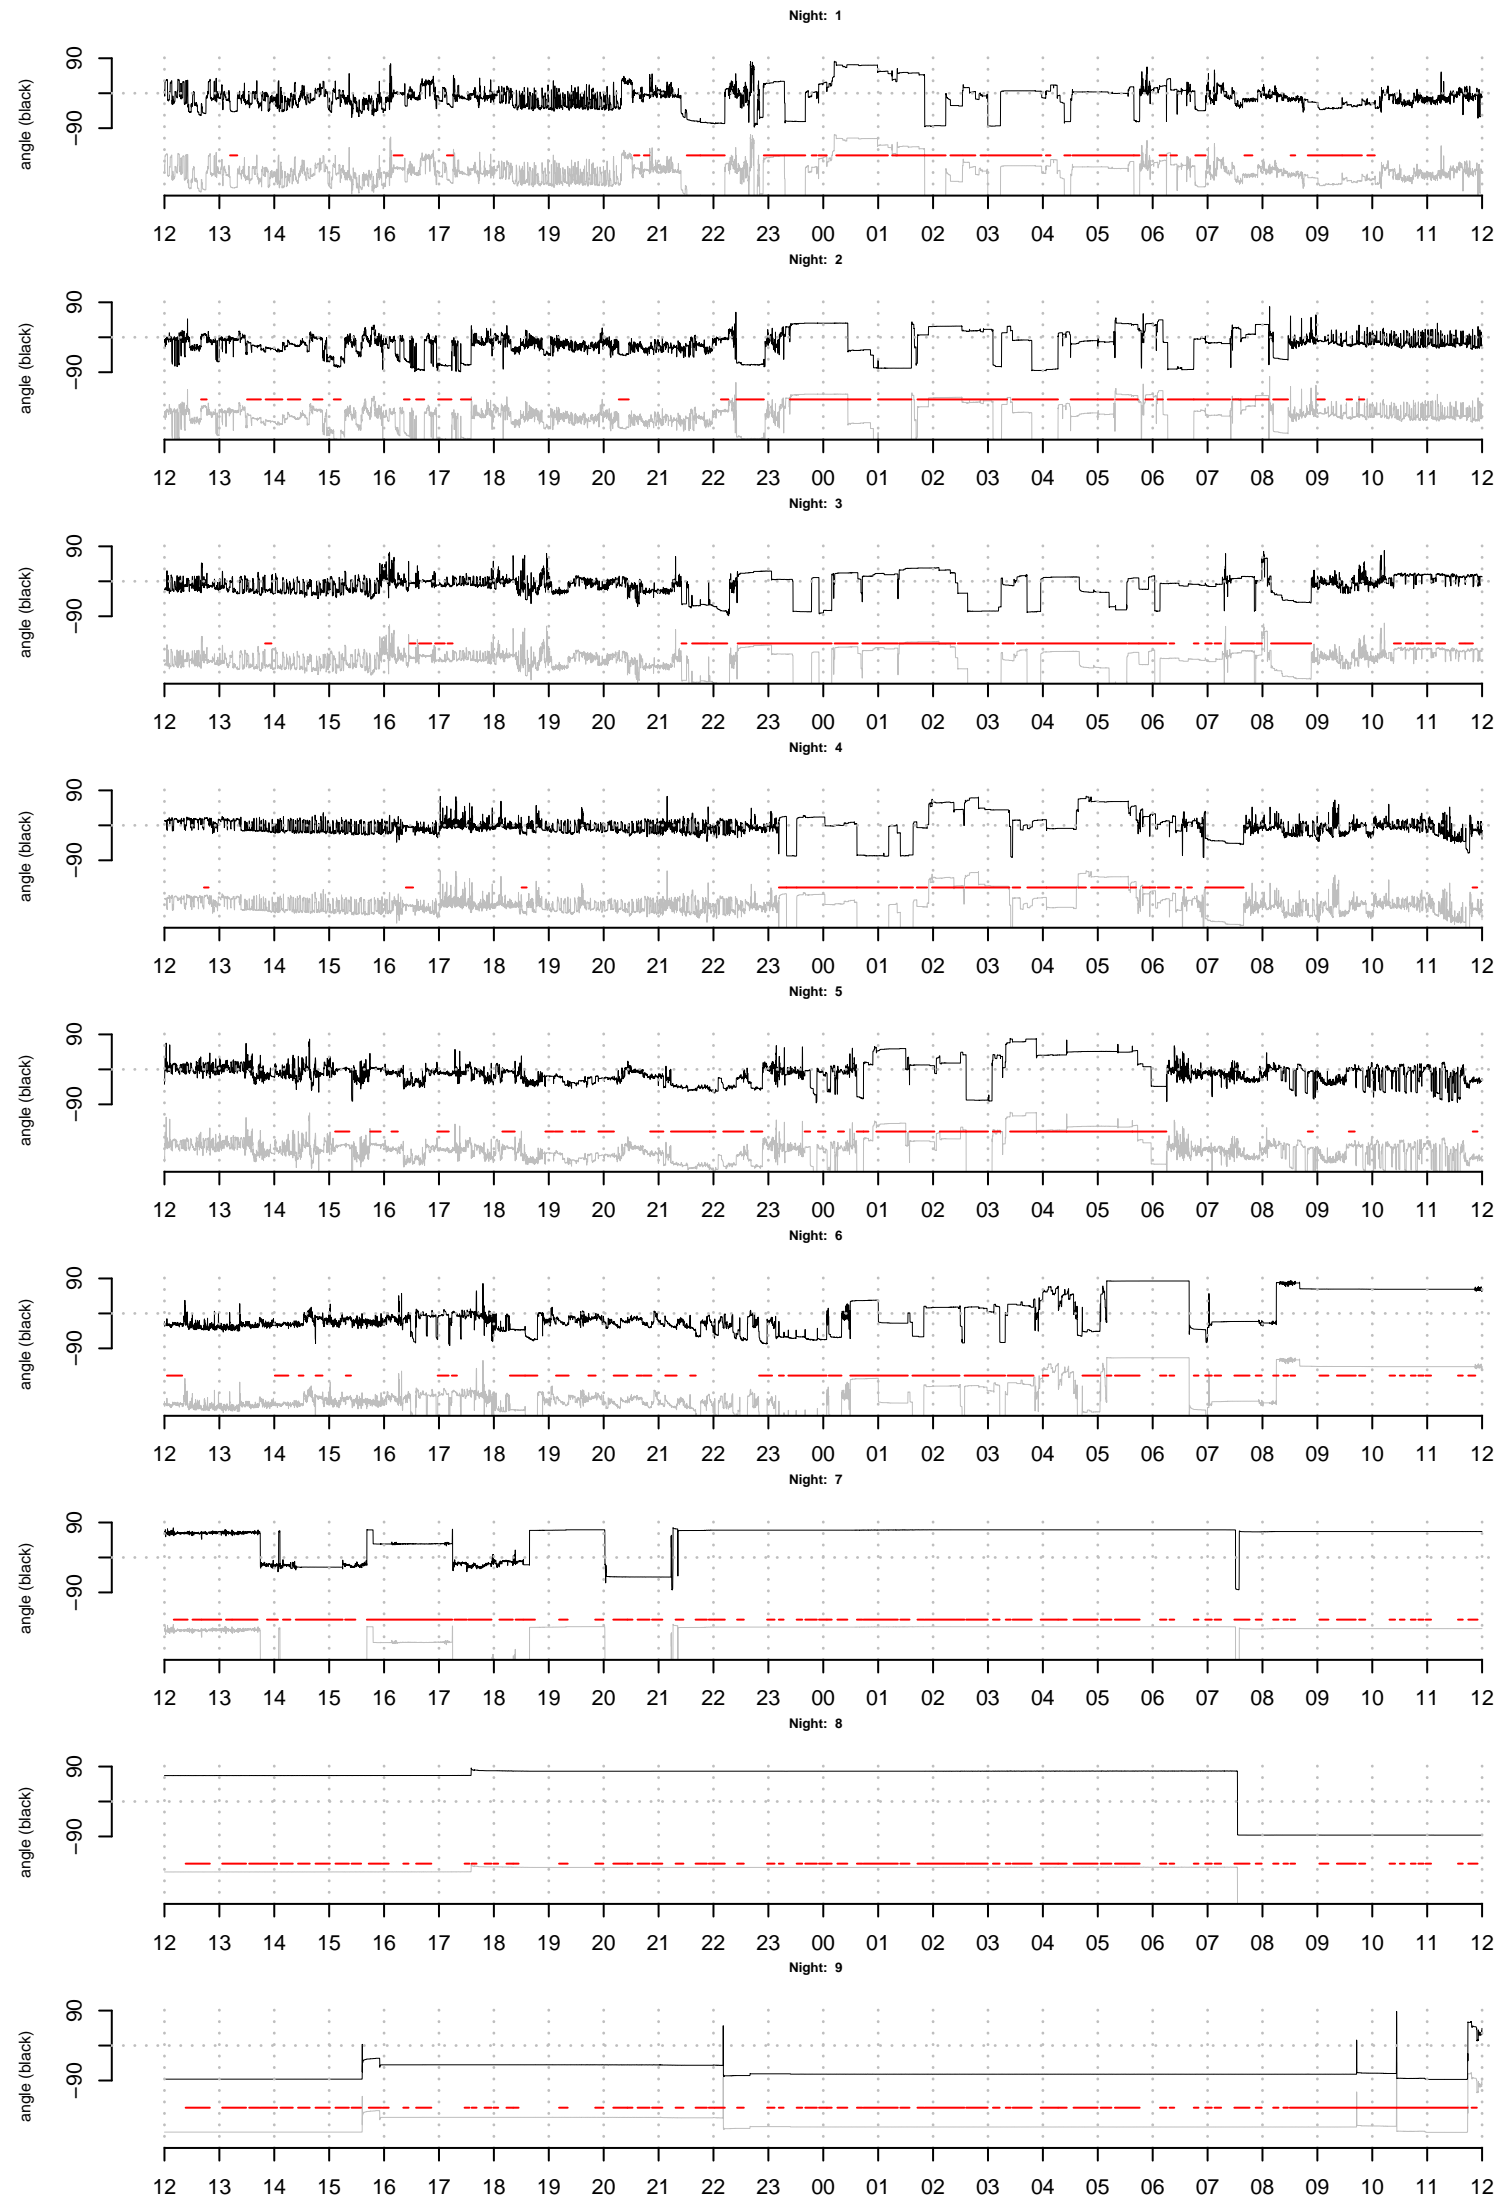 Night: 1
angle (black)
-90 90
12 13 14 15 16 17 18 19 20 21 22 23 00 01 02 03 04 05 06 07 08 09 10 11 12
Night: 2
angle (black)
-90 90
12 13 14 15 16 17 18 19 20 21 22 23 00 01 02 03 04 05 06 07 08 09 10 11 12
Night: 3
angle (black)
-90 90
12 13 14 15 16 17 18 19 20 21 22 23 00 01 02 03 04 05 06 07 08 09 10 11 12
Night: 4
angle (black)
-90 90
12 13 14 15 16 17 18 19 20 21 22 23 00 01 02 03 04 05 06 07 08 09 10 11 12
Night: 5
angle (black)
-90 90
12 13 14 15 16 17 18 19 20 21 22 23 00 01 02 03 04 05 06 07 08 09 10 11 12
Night: 6
angle (black)
-90 90
12 13 14 15 16 17 18 19 20 21 22 23 00 01 02 03 04 05 06 07 08 09 10 11 12
Night: 7
angle (black)
-90 90
12 13 14 15 16 17 18 19 20 21 22 23 00 01 02 03 04 05 06 07 08 09 10 11 12
Night: 8
angle (black)
-90 90
12 13 14 15 16 17 18 19 20 21 22 23 00 01 02 03 04 05 06 07 08 09 10 11 12
Night: 9
angle (black)
-90 90
12 13 14 15 16 17 18 19 20 21 22 23 00 01 02 03 04 05 06 07 08 09 10 11 12